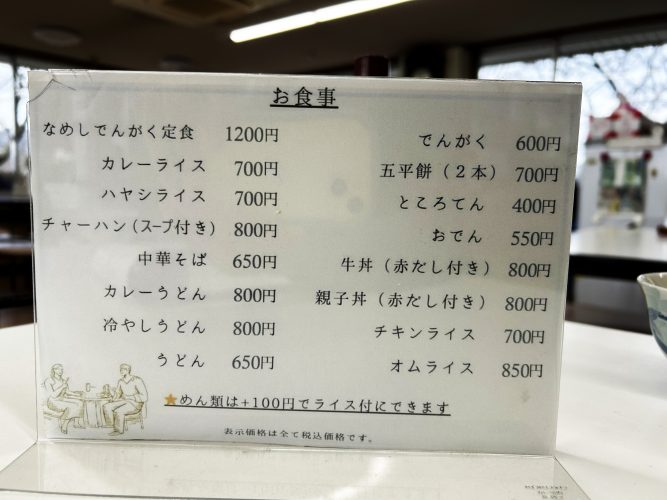 お食事
なめしでんがく定食 1200円
カレーライス 700円
ハヤシライス 700円
チャーハン(スープ付き) 800円
中華そば 650円
カレーうどん 800円
冷やしうどん 800円
うどん 650円
でんがく 600円
五平餅(2本) 700円
ところてん 400円
おでん 550円
牛丼(赤だし付き) 800円
親子丼(赤だし付き) 800円
チキンライス 700円
オムライス 850円
★めん類は+100円でライス付にできます
表示価格は全て税込価格です。